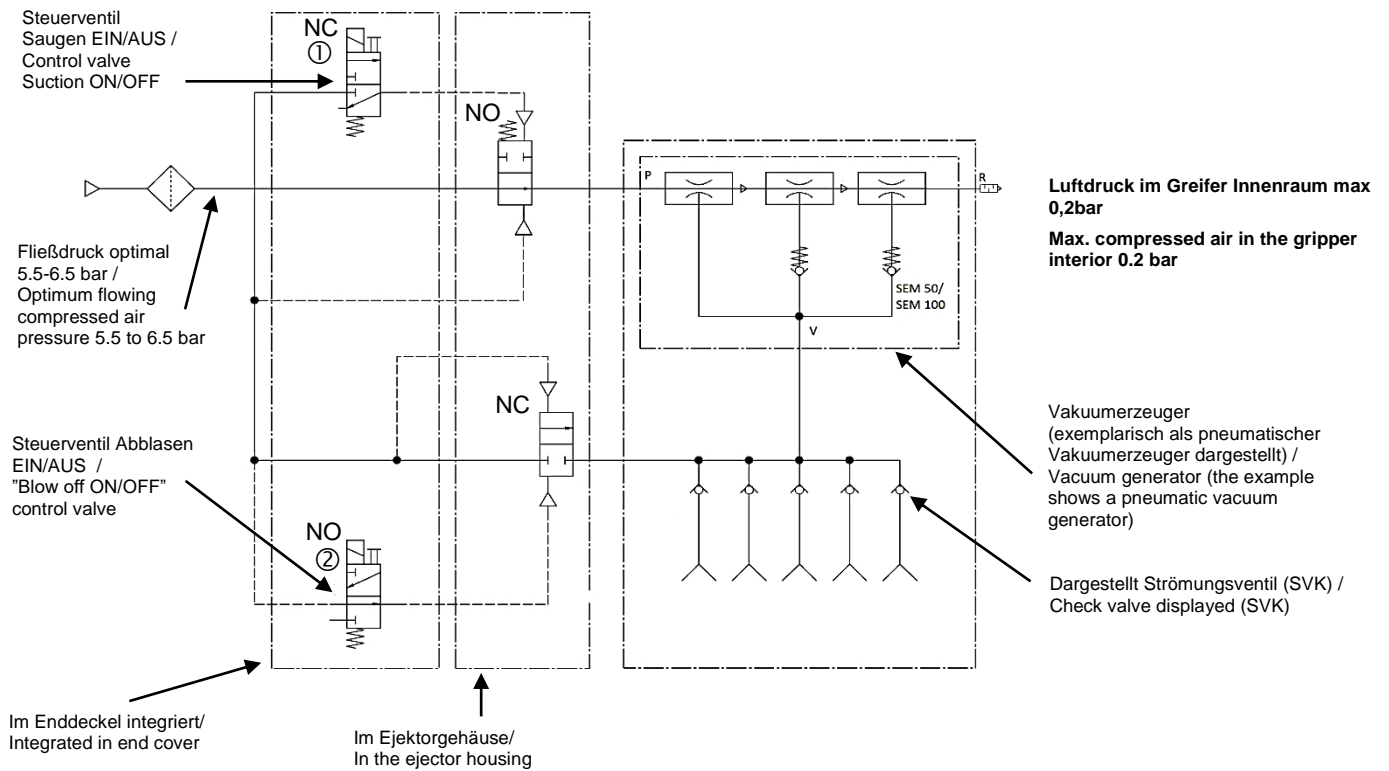 Steuerventil
Saugen EIN/AUS /
Control valve
Suction ON/OFF
NC
①
NO
P
R
Luftdruck im Greifer Innenraum max
0,2bar
Max. compressed air in the gripper
interior 0.2 bar
Fließdruck optimal
5.5-6.5 bar /
Optimum flowing
compressed air
pressure 5.5 to 6.5 bar
SEM 50/
SEM 100
V
NC
Vakuumerzeuger
(exemplarisch als pneumatischer
Vakuumerzeuger dargestellt) /
Vacuum generator (the example
shows a pneumatic vacuum
generator)
Steuerventil Abblasen
EIN/AUS /
”Blow off ON/OFF”
control valve
NO
②
Dargestellt Strömungsventil (SVK) /
Check valve displayed (SVK)
Im Enddeckel integriert/
Integrated in end cover
Im Ejektorgehäuse/
In the ejector housing